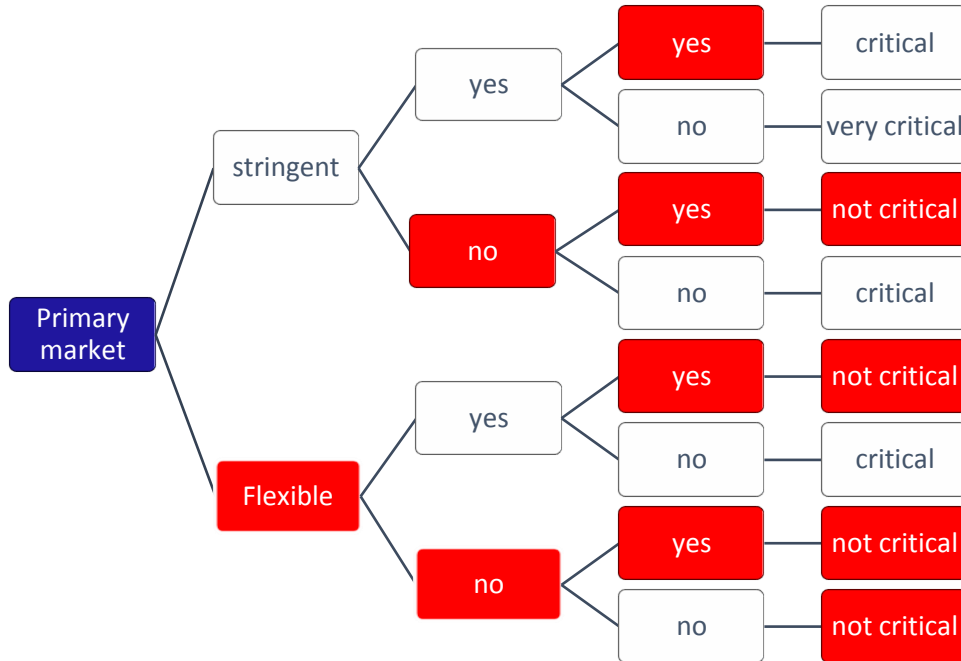 yes
critical
yes
no
very critical
stringent
yes
not critical
no
no
critical
Primary
market
yes
not critical
yes
no
critical
Flexible
yes
not critical
no
no
not critical